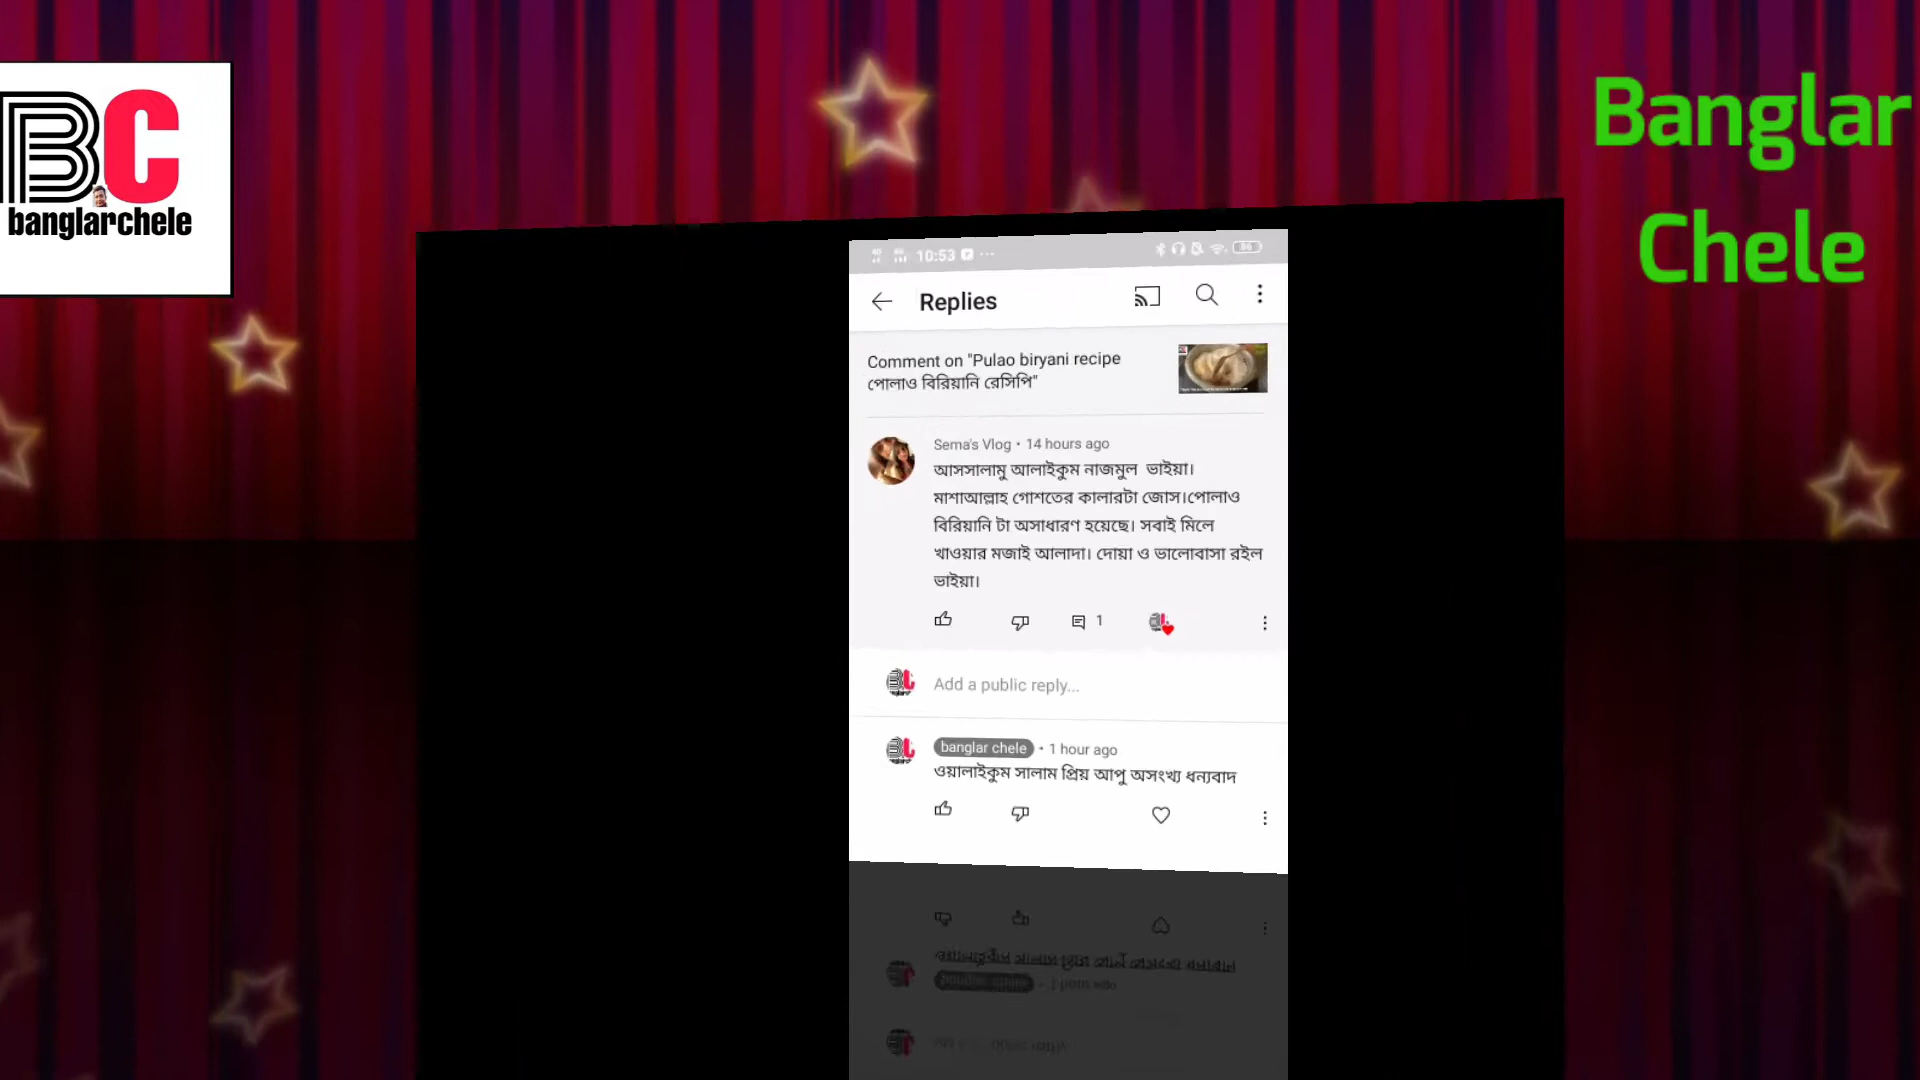 BC
banglarchele
Banglar
Chele
10:53
86
Replies
Comment on "Pulao biryani recipe
পোলাও বিরিয়ানি রেসিপি"
Sema's Vlog • 14 hours ago
আসসালামু আলাইকুম নাজমুল ভাইয়া।
মাশাআল্লাহ গোশতের কালারটা জোস।পোলাও
বিরিয়ানি টা অসাধারণ হয়েছে। সবাই মিলে
খাওয়ার মজাই আলাদা। দোয়া ও ভালোবাসা রইল
ভাইয়া।
1
Add a public reply...
banglar chele • 1 hour ago
ওয়ালাইকুম সালাম প্রিয় আপু অসংখ্য ধন্যবাদ